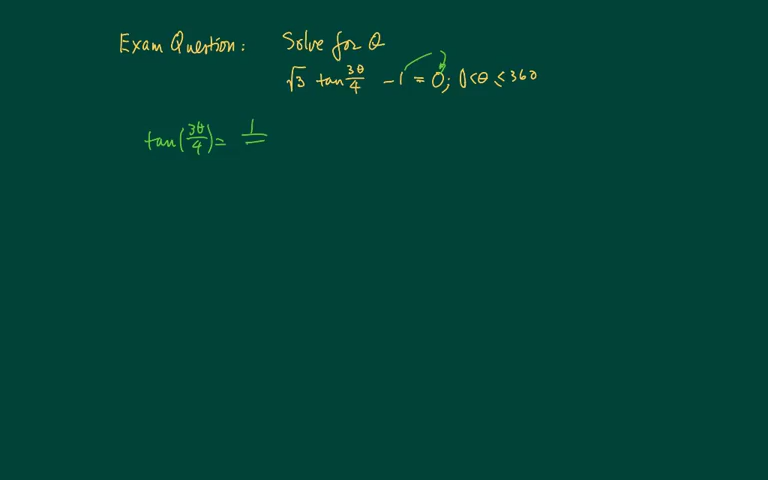 Exam Question: Solve for θ
√3 tan 3θ/4 - 1 = 0; 0<θ≤360
tan(3θ/4) = 1/